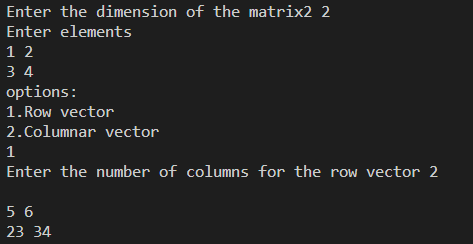 Enter the dimension of the matrix2 2
Enter elements
1 2
3 4
options:
1.Row vector
2.Columnar vector
1
Enter the number of columns for the row vector 2
5 6
23 34